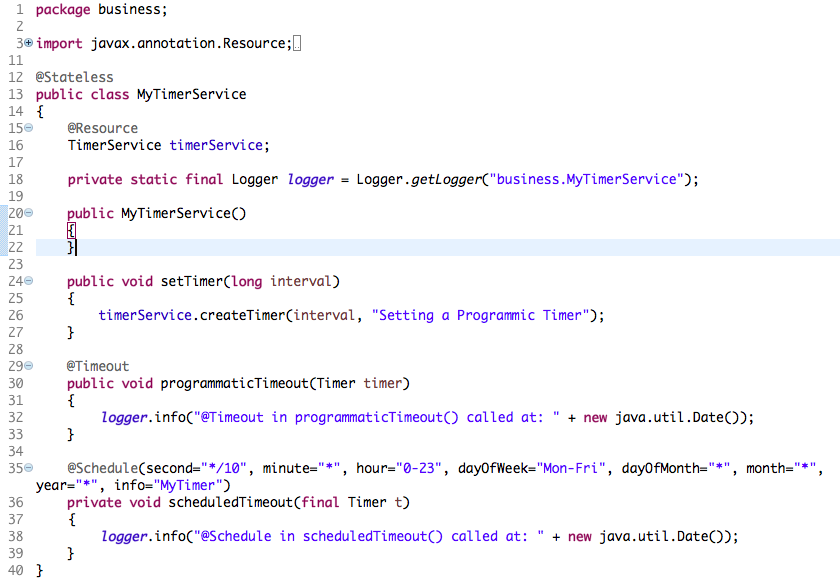 1 package business;
2
3 import javax.annotation.Resource;
11
12 @Stateless
13 public class MyTimerService
14 {
15 @Resource
16 TimerService timerService;
17
18 private static final Logger logger = Logger.getLogger("business.MyTimerService");
19
20 public MyTimerService()
21 {
22 }
23
24 public void setTimer(long interval)
25 {
26 timerService.createTimer(interval, "Setting a Programmic Timer");
27 }
28
29 @Timeout
30 public void programmaticTimeout(Timer timer)
31 {
32 logger.info("@Timeout in programmaticTimeout() called at: " + new java.util.Date());
33 }
34
35 @Schedule(second="*/10", minute="*", hour="0-23", dayOfWeek="Mon-Fri", dayOfMonth="*", month="*",
year="*", info="MyTimer")
36 private void scheduledTimeout(final Timer t)
37 {
38 logger.info("@Schedule in scheduledTimeout() called at: " + new java.util.Date());
39 }
40 }